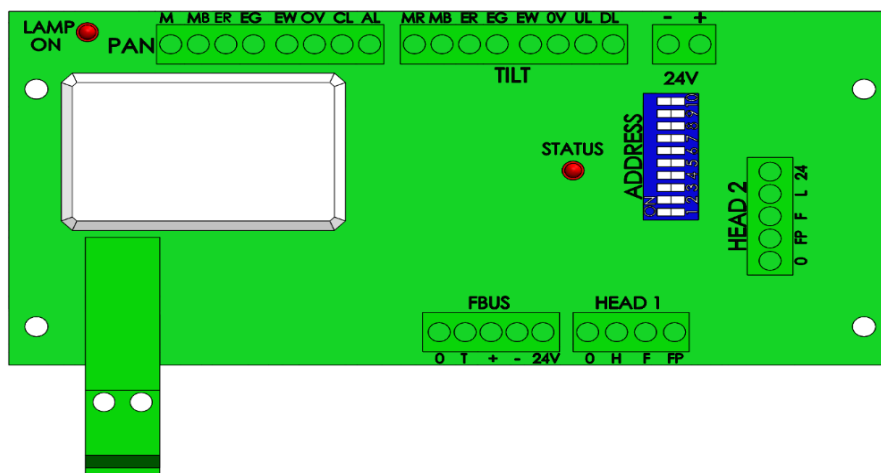 M MB ER EG EW OV CL AL
MR MB ER EG EW 0V UL DL
- +
LAMP
ON
PAN
TILT
24V
STATUS
ADDRESS
ON
1 2 3 4 5 6 7 8 9 10
HEAD 2
0 FP F L 24
FBUS
HEAD 1
0 T + - 24V
0 H F FP